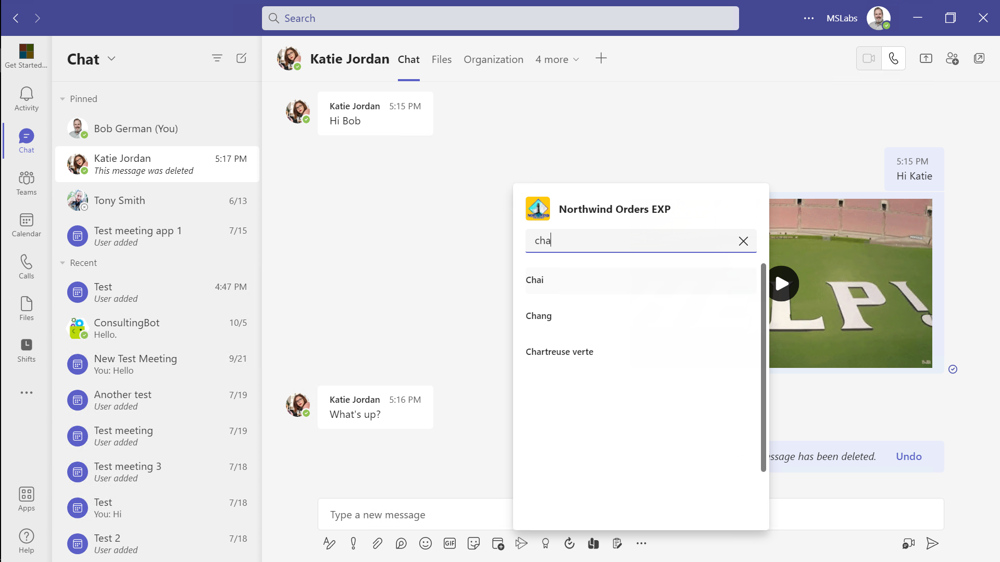 Search
MSLabs
Get Started...
Activity
Chat
Teams
Calendar
Calls
Files
Shifts
Apps
Help
Chat
Pinned
Bob German (You)
Katie Jordan 5:17 PM
This message was deleted
Tony Smith 6/13
Test meeting app 1 7/15
User added
Recent
Test 4:47 PM
User added
ConsultingBot 10/5
Hello.
New Test Meeting 9/21
You: Hello
Another test 7/19
User added
Test meeting 7/19
User added
Test meeting 3 7/18
User added
Test 7/18
You: Hi
Test 2 7/18
User added
Katie Jordan Chat Files Organization 4 more
Katie Jordan 5:15 PM
Hi Bob
5:15 PM
Hi Katie
LP!
Katie Jordan 5:16 PM
What's up?
has been deleted. Undo
NORTHWIND
Northwind Orders EXP
cha
Chai
Chang
Chartreuse verte
Type a new message
GIF